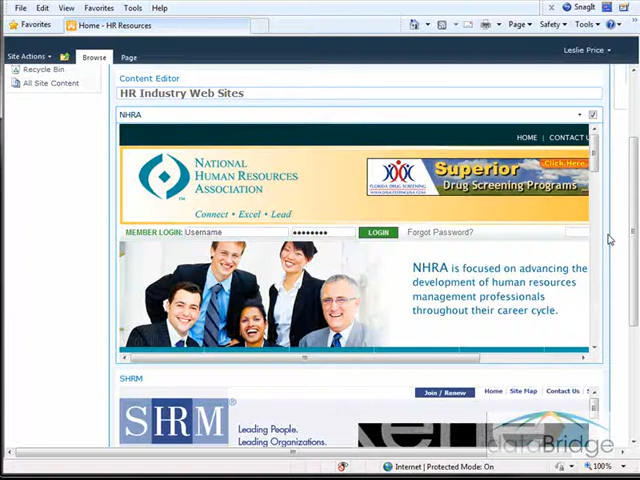 File Edit View Favorites Tools Help
SnagIt
Favorites
Home - HR Resources
Page
Safety
Tools
Leslie Price
Site Actions
Browse
Page
Recycle Bin
All Site Content
Content Editor
HR Industry Web Sites
NHRA
HOME | CONTACT U
NATIONAL
HUMAN RESOURCES
ASSOCIATION
Connect • Excel • Lead
FLORIDA DRUG SCREENING
Superior
Drug Screening Programs
Click Here
MEMBER LOGIN: Username
LOGIN
Forgot Password?
NHRA is focused on advancing the
development of human resources
management professionals
throughout their career cycle.
SHRM
Join / Renew
Home | Site Map | Contact Us
SHRM®
Leading People.
Leading Organizations.
dataBridge
Internet | Protected Mode: On
100%